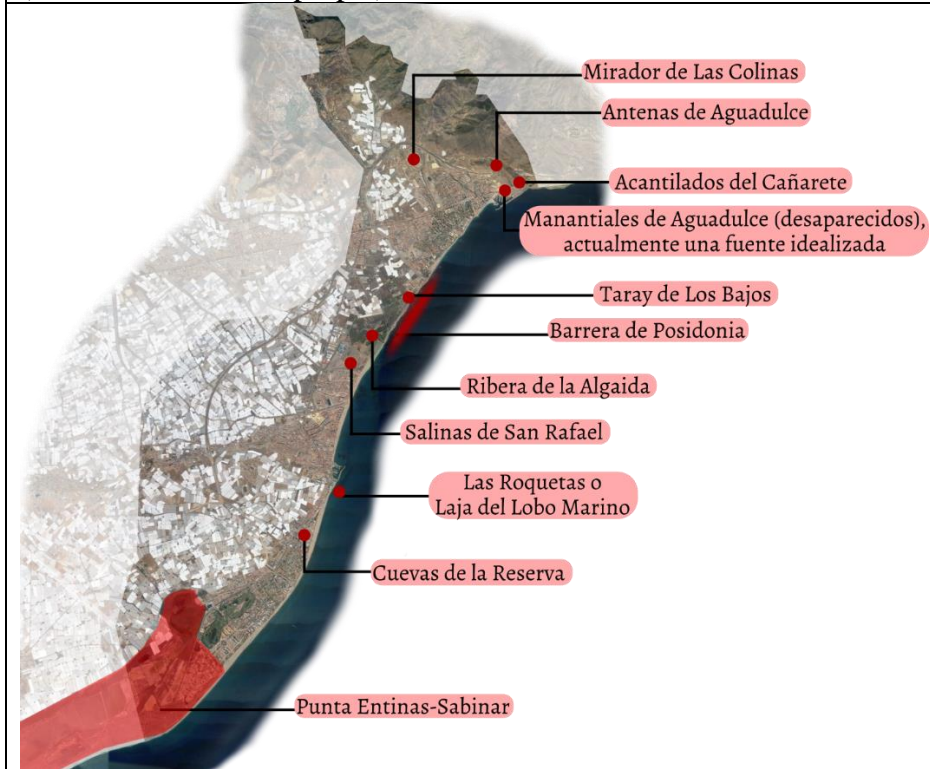 Mirador de Las Colinas
Antenas de Aguadulce
Acantilados del Cañarete
Manantiales de Aguadulce (desaparecidos),
actualmente una fuente idealizada
Taray de Los Bajos
Barrera de Posidonia
Ribera de la Algaida
Salinas de San Rafael
Las Roquetas o
Laja del Lobo Marino
Cuevas de la Reserva
Punta Entinas-Sabinar